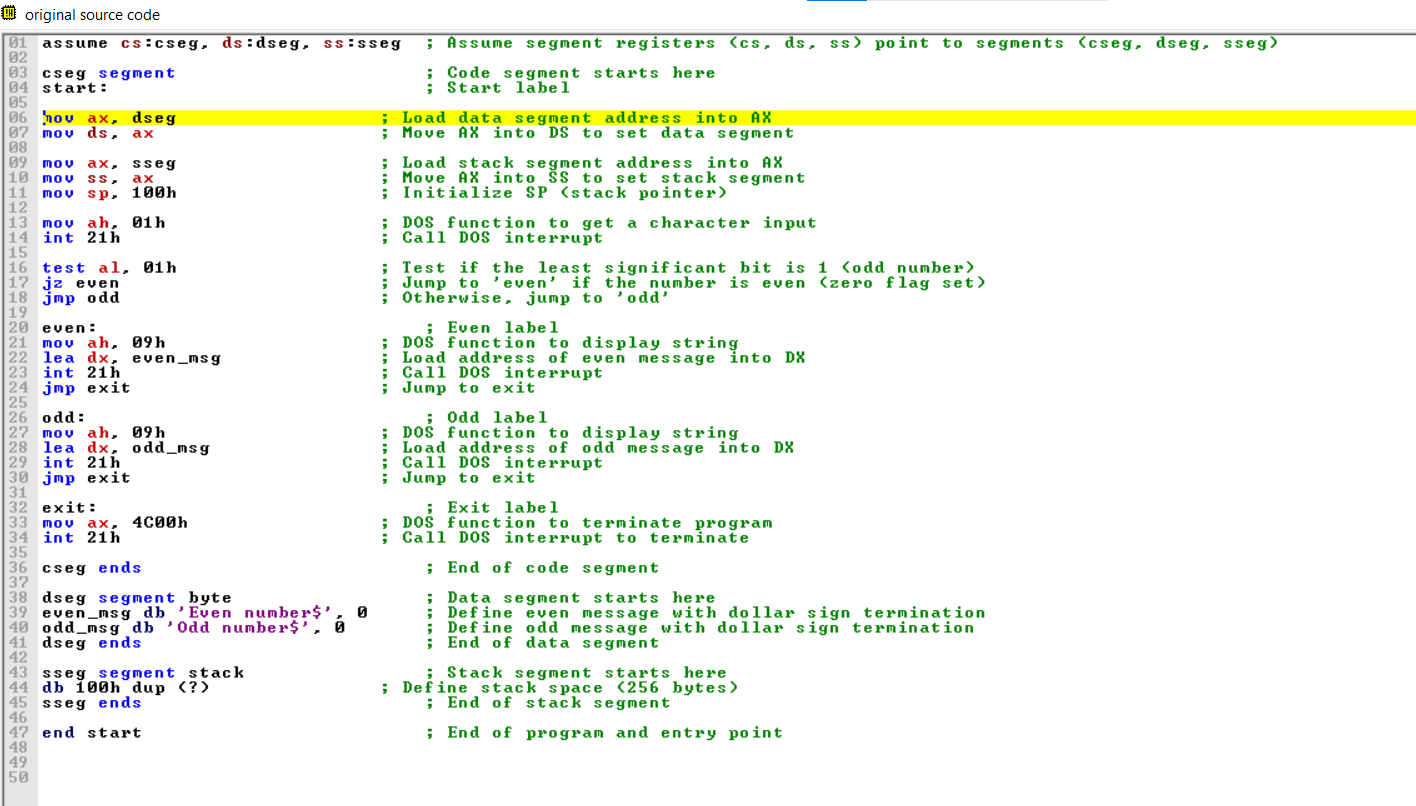 original source code
01 assume cs:cseg, ds:dseg, ss:sseg ; Assume segment registers (cs, ds, ss) point to segments (cseg, dseg, sseg)
02
03 cseg segment ; Code segment starts here
04 start: ; Start label
05
06 mov ax, dseg ; Load data segment address into AX
07 mov ds, ax ; Move AX into DS to set data segment
08
09 mov ax, sseg ; Load stack segment address into AX
10 mov ss, ax ; Move AX into SS to set stack segment
11 mov sp, 100h ; Initialize SP (stack pointer)
12
13 mov ah, 01h ; DOS function to get a character input
14 int 21h ; Call DOS interrupt
15
16 test al, 01h ; Test if the least significant bit is 1 (odd number)
17 jz even ; Jump to 'even' if the number is even (zero flag set)
18 jmp odd ; Otherwise, jump to 'odd'
19
20 even: ; Even label
21 mov ah, 09h ; DOS function to display string
22 lea dx, even_msg ; Load address of even message into DX
23 int 21h ; Call DOS interrupt
24 jmp exit ; Jump to exit
25
26 odd: ; Odd label
27 mov ah, 09h ; DOS function to display string
28 lea dx, odd_msg ; Load address of odd message into DX
29 int 21h ; Call DOS interrupt
30 jmp exit ; Jump to exit
31
32 exit: ; Exit label
33 mov ax, 4C00h ; DOS function to terminate program
34 int 21h ; Call DOS interrupt to terminate
35
36 cseg ends ; End of code segment
37
38 dseg segment byte ; Data segment starts here
39 even_msg db 'Even number$', 0 ; Define even message with dollar sign termination
40 odd_msg db 'Odd number$', 0 ; Define odd message with dollar sign termination
41 dseg ends ; End of data segment
42
43 sseg segment stack ; Stack segment starts here
44 db 100h dup (?) ; Define stack space (256 bytes)
45 sseg ends ; End of stack segment
46
47 end start ; End of program and entry point
48
49
50